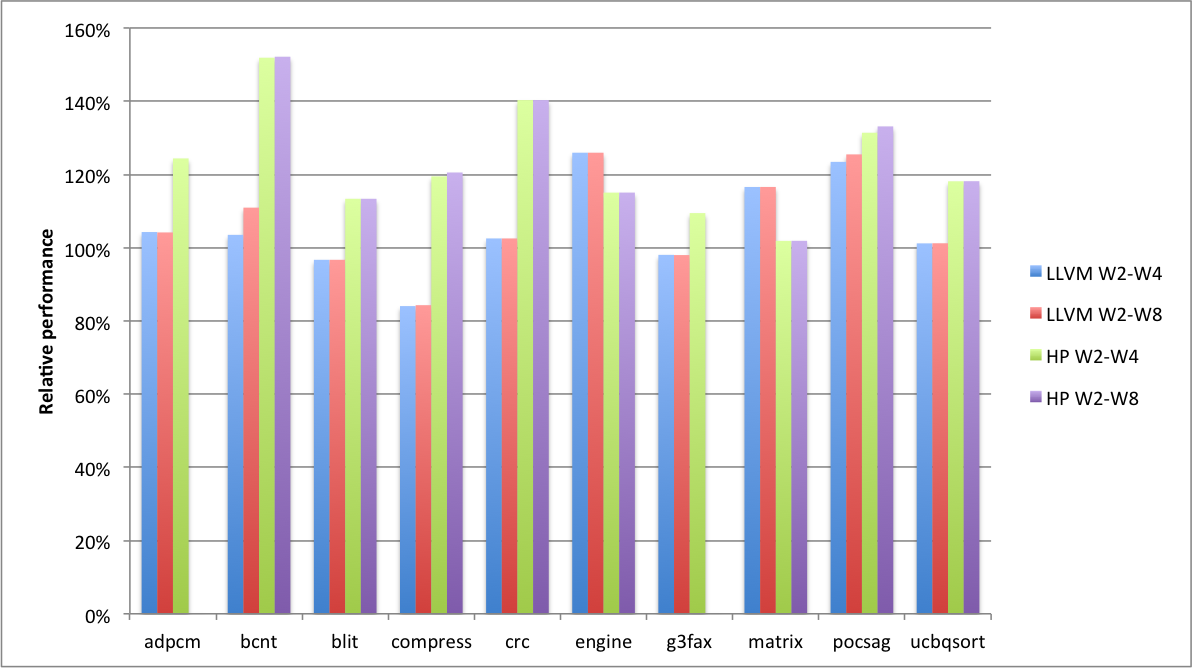 160%
140%
120%
100%
80%
60%
40%
20%
0%
Relative performance
adpcm bcnt blit compress crc engine g3fax matrix pocsag ucbqsort
LLVM W2-W4
LLVM W2-W8
HP W2-W4
HP W2-W8